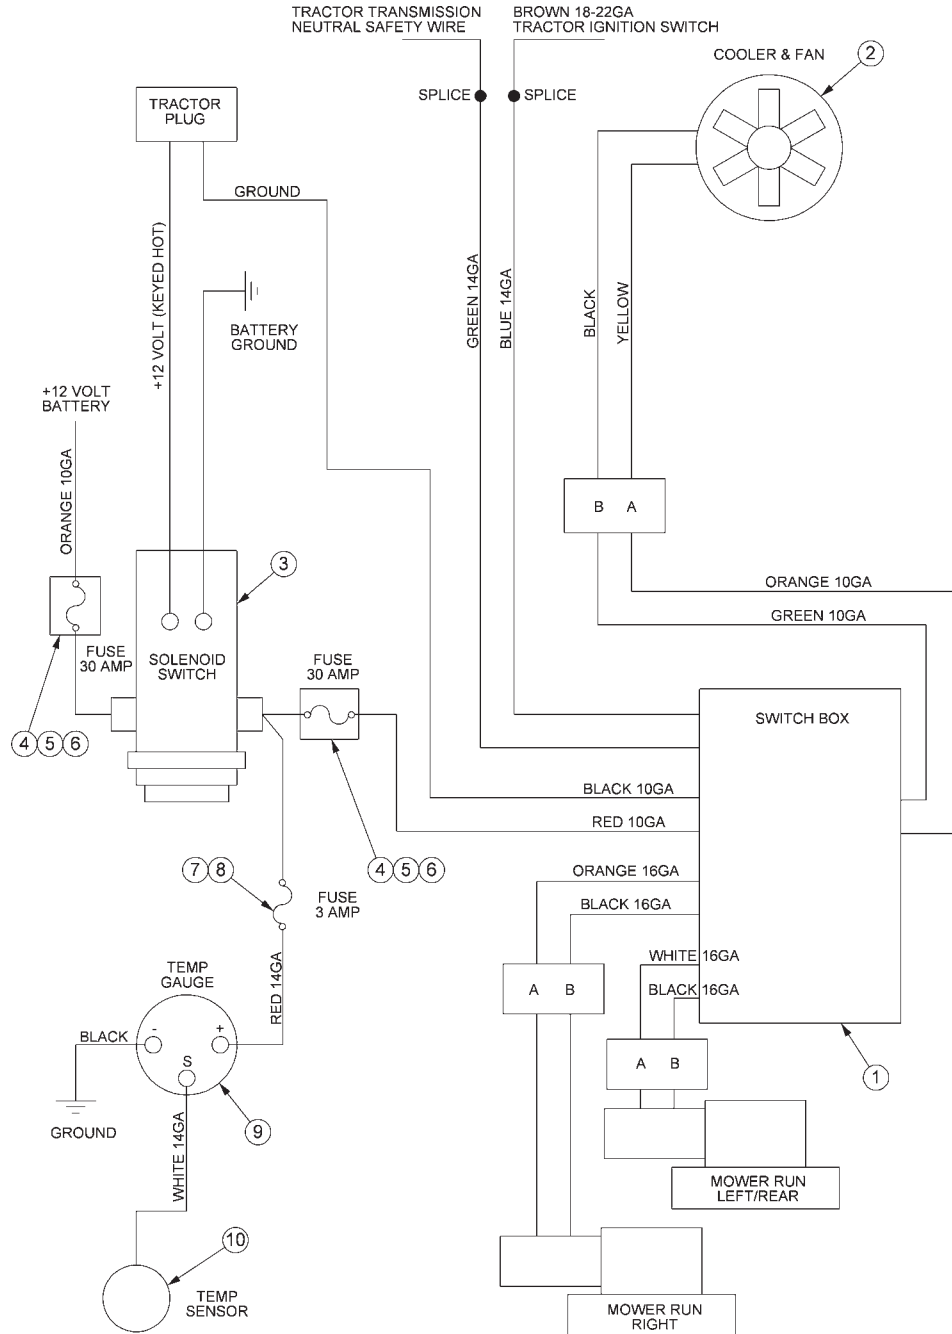 TRACTOR TRANSMISSION
NEUTRAL SAFETY WIRE
BROWN 18-22GA
TRACTOR IGNITION SWITCH
COOLER & FAN
2
SPLICE
SPLICE
TRACTOR
PLUG
GROUND
+12 VOLT (KEYED HOT)
GREEN 14GA
BLUE 14GA
BLACK
YELLOW
BATTERY
GROUND
+12 VOLT
BATTERY
ORANGE 10GA
B A
3
ORANGE 10GA
GREEN 10GA
FUSE
30 AMP
SOLENOID
SWITCH
FUSE
30 AMP
SWITCH BOX
4 5 6
BLACK 10GA
RED 10GA
7 8
4 5 6
ORANGE 16GA
FUSE
3 AMP
BLACK 16GA
WHITE 16GA
TEMP
GAUGE
RED 14GA
A B
BLACK 16GA
BLACK
-
+
S
A B
1
GROUND
9
WHITE 14GA
MOWER RUN
LEFT/REAR
10
TEMP
SENSOR
MOWER RUN
RIGHT